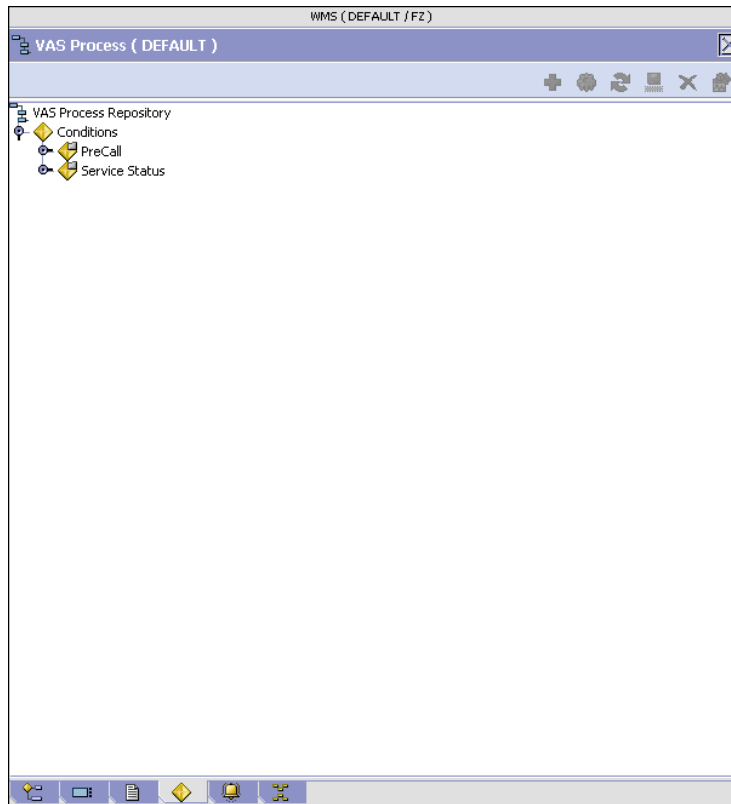 WMS ( DEFAULT / FZ )
VAS Process ( DEFAULT )
VAS Process Repository
Conditions
PreCall
Service Status